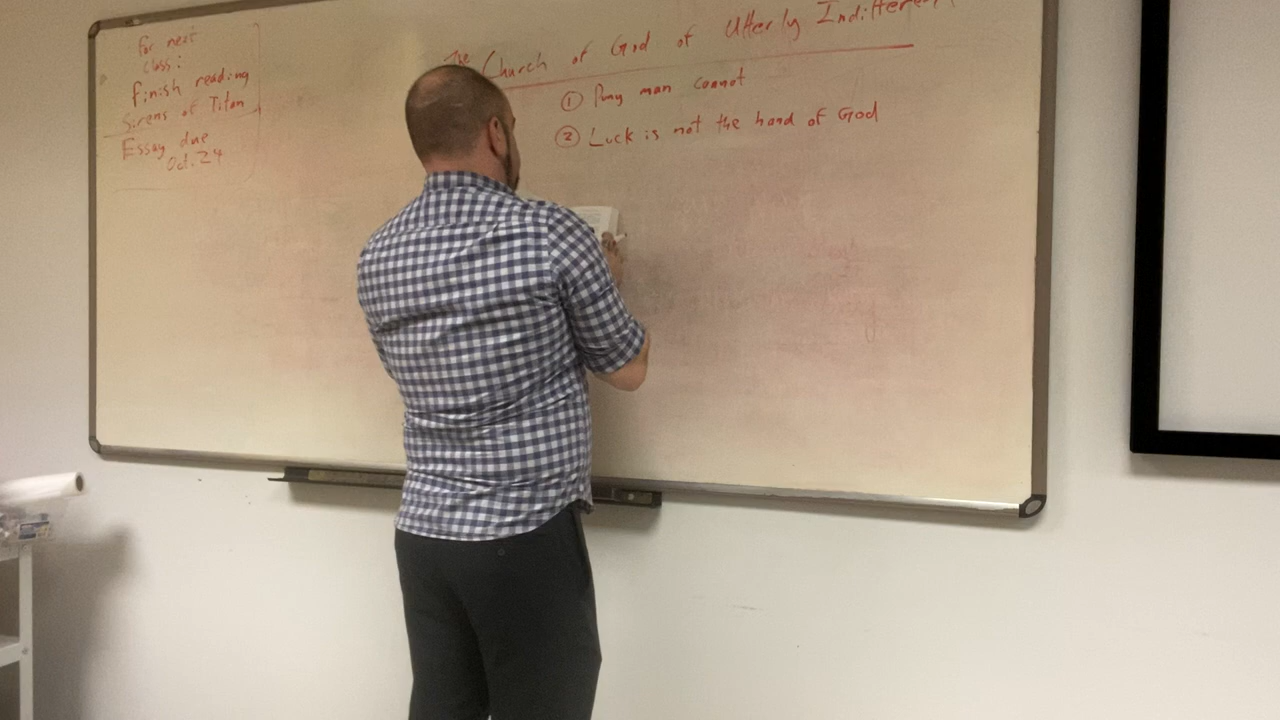 for next
class:
finish reading
Sirens of Titan
Essay due
Oct. 24
The Church of God of Utterly Indifferent
① Puny man cannot
② Luck is not the hand of God